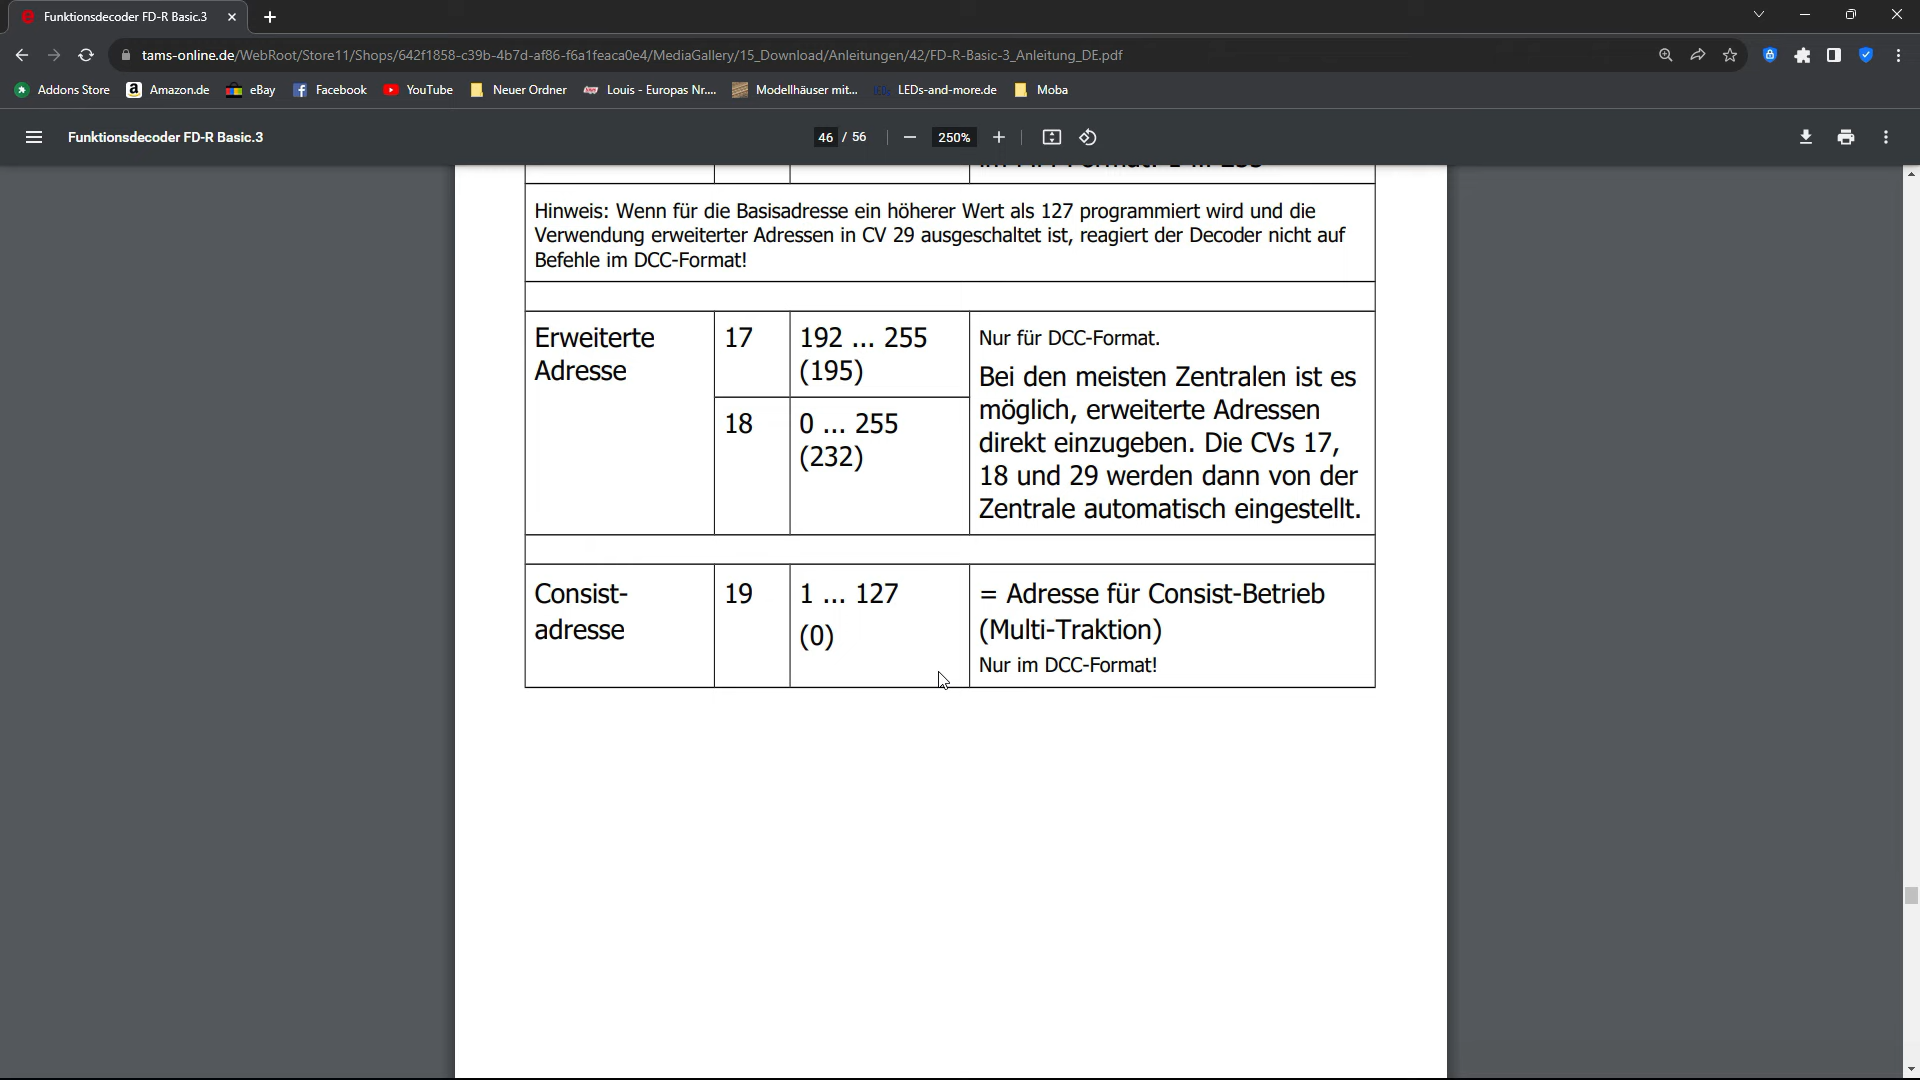 Funktionsdecoder FD-R Basic.3
tams-online.de/WebRoot/Store11/Shops/642f1858-c39b-4b7d-af86-f6a1feaca0e4/MediaGallery/15_Download/Anleitungen/42/FD-R-Basic-3_Anleitung_DE.pdf
Addons Store Amazon.de eBay Facebook YouTube Neuer Ordner Louis - Europas Nr.... Modellhäuser mit... LEDs-and-more.de Moba
Funktionsdecoder FD-R Basic.3 46 / 56 250%
Hinweis: Wenn für die Basisadresse ein höherer Wert als 127 programmiert wird und die
Verwendung erweiterter Adressen in CV 29 ausgeschaltet ist, reagiert der Decoder nicht auf
Befehle im DCC-Format!
Erweiterte
Adresse
17
192 ... 255
(195)
18
0 ... 255
(232)
Nur für DCC-Format.
Bei den meisten Zentralen ist es
möglich, erweiterte Adressen
direkt einzugeben. Die CVs 17,
18 und 29 werden dann von der
Zentrale automatisch eingestellt.
Consist-
adresse
19
1 ... 127
(0)
= Adresse für Consist-Betrieb
(Multi-Traktion)
Nur im DCC-Format!